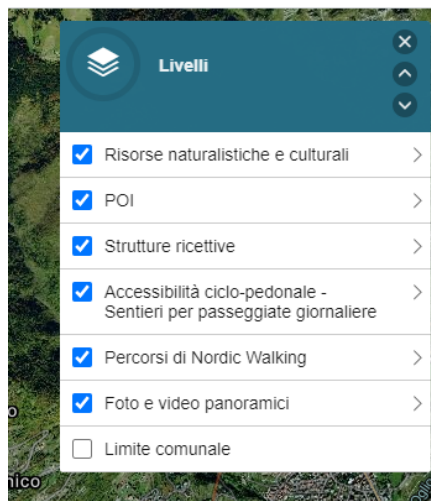 Livelli
Risorse naturalistiche e culturali
POI
Strutture ricettive
Accessibilità ciclo-pedonale -
Sentieri per passeggiate giornaliere
Percorsi di Nordic Walking
Foto e video panoramici
o
Limite comunale
nico